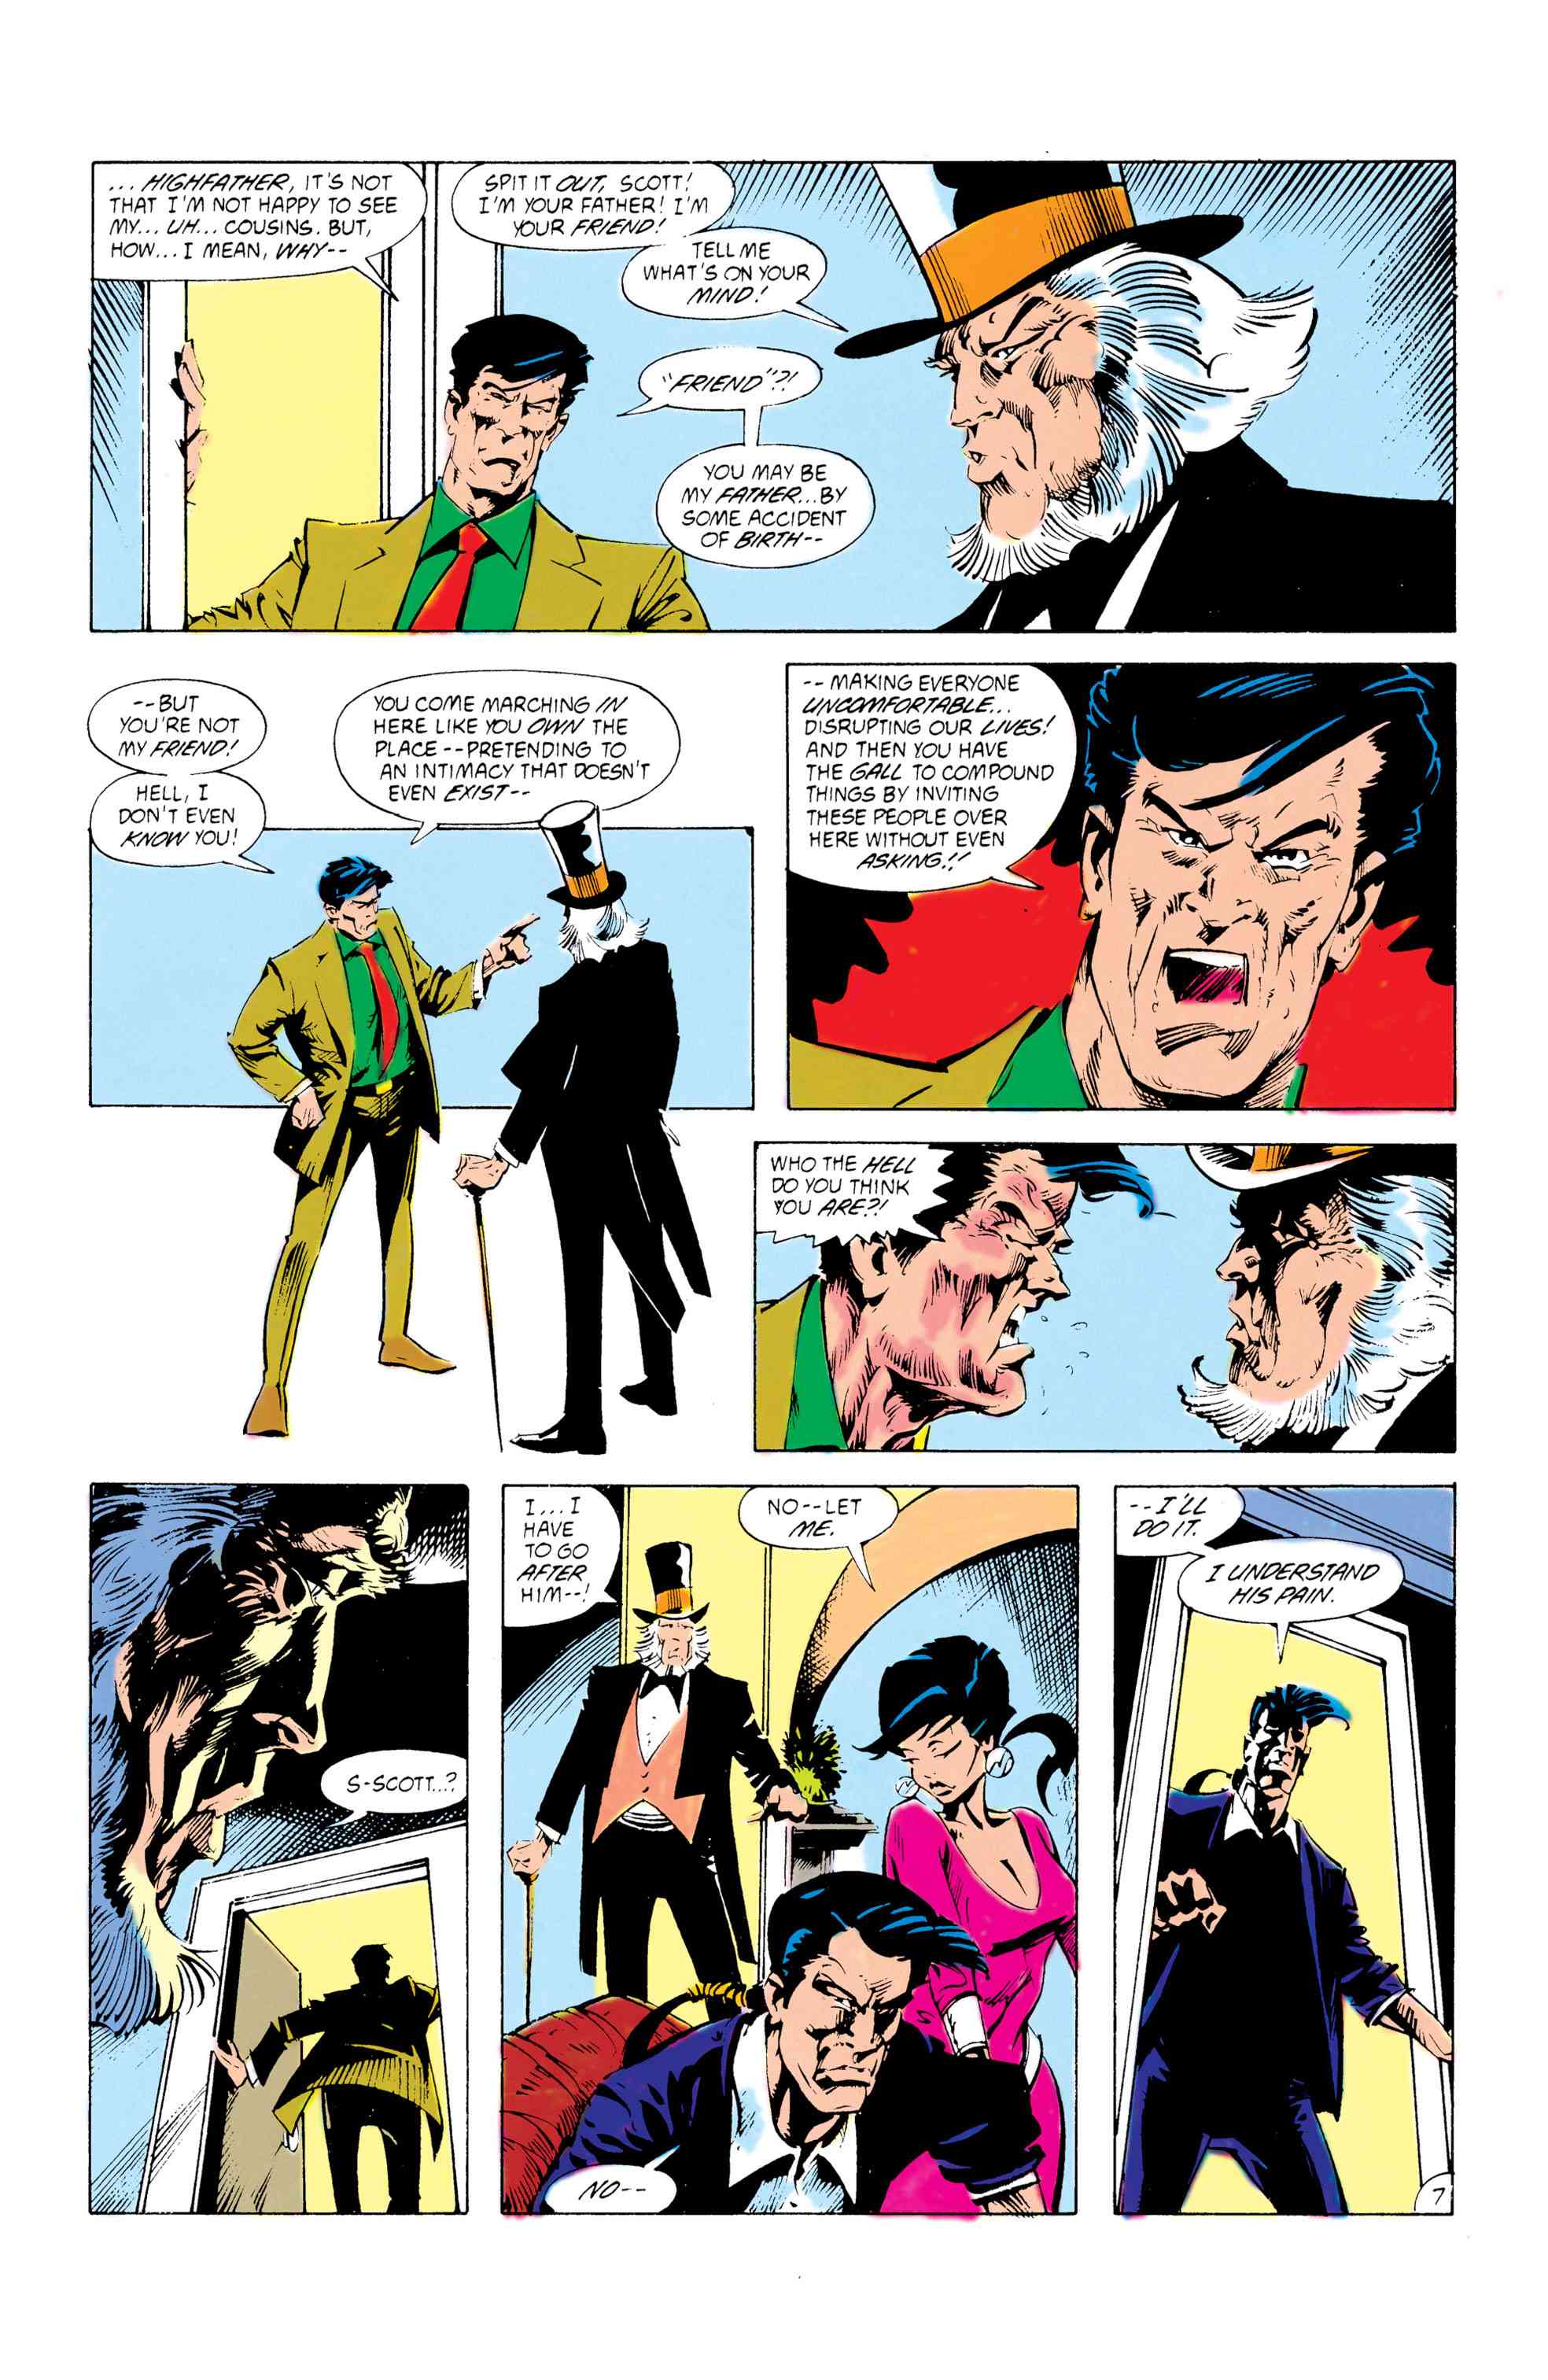 ... HIGHFATHER, IT'S NOT
THAT I'M NOT HAPPY TO SEE
MY... UH... COUSINS. BUT,
HOW... I MEAN, WHY--
SPIT IT OUT, SCOTT!
I'M YOUR FATHER! I'M
YOUR FRIEND!
TELL ME
WHAT'S ON YOUR
MIND!
"FRIEND"?!
YOU MAY BE
MY FATHER... BY
SOME ACCIDENT
OF BIRTH--
--BUT
YOU'RE NOT
MY FRIEND!
HELL, I
DON'T EVEN
KNOW YOU!
YOU COME MARCHING IN
HERE LIKE YOU OWN THE
PLACE--PRETENDING TO
AN INTIMACY THAT DOESN'T
EVEN EXIST--
-- MAKING EVERYONE
UNCOMFORTABLE...
DISRUPTING OUR LIVES!
AND THEN YOU HAVE
THE GALL TO COMPOUND
THINGS BY INVITING
THESE PEOPLE OVER
HERE WITHOUT EVEN
ASKING!!
WHO THE HELL
DO YOU THINK
YOU ARE?!
S-SCOTT...?
I... I
HAVE
TO GO
AFTER
HIM--!
NO--LET
ME.
NO--
--I'LL
DO IT.
I UNDERSTAND
HIS PAIN.
7